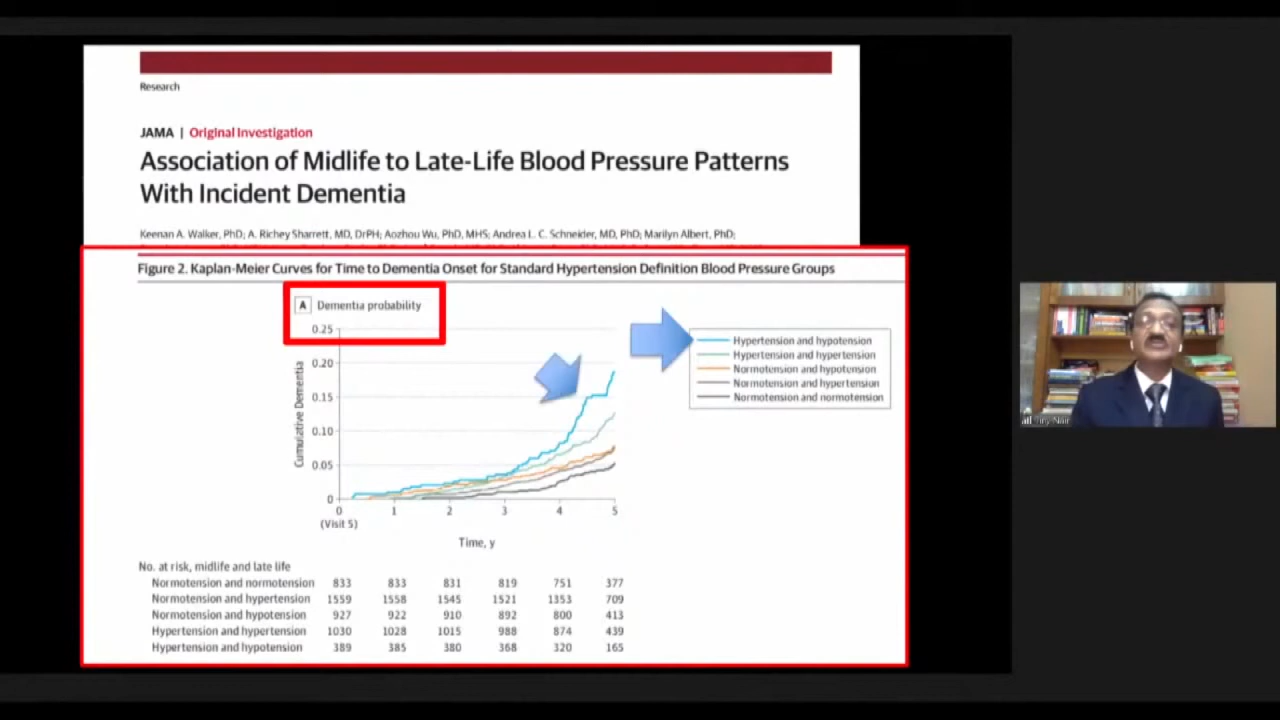 Research
JAMA | Original Investigation
Association of Midlife to Late-Life Blood Pressure Patterns
With Incident Dementia
Keenan A. Walker, PhD; A. Richey Sharrett, MD, DrPH; Aozhou Wu, PhD, MHS; Andrea L. C. Schneider, MD, PhD; Marilyn Albert, PhD;
Figure 2. Kaplan-Meier Curves for Time to Dementia Onset for Standard Hypertension Definition Blood Pressure Groups
A Dementia probability
0.25
0.20
0.15
0.10
0.05
0
Cumulative Dementia
0 1 2 3 4 5
(Visit 5)
Time, y
Hypertension and hypotension
Hypertension and hypertension
Normotension and hypotension
Normotension and hypertension
Normotension and normotension
No. at risk, midlife and late life
Normotension and normotension 833 833 831 819 751 377
Normotension and hypertension 1559 1558 1545 1521 1353 709
Normotension and hypotension 927 922 910 892 800 413
Hypertension and hypertension 1030 1028 1015 988 874 439
Hypertension and hypotension 389 385 380 368 320 165